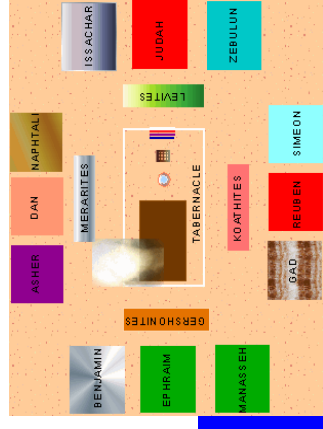 ISSACHAR
JUDAH
ZEBULUN
LEVITES
NAPHTALI
DAN
ASHER
MERARITES
TABERNACLE
KOATHITES
SIMEON
REUBEN
GAD
GERSHONITES
BENJAMIN
EPHRAIM
MANASSEH